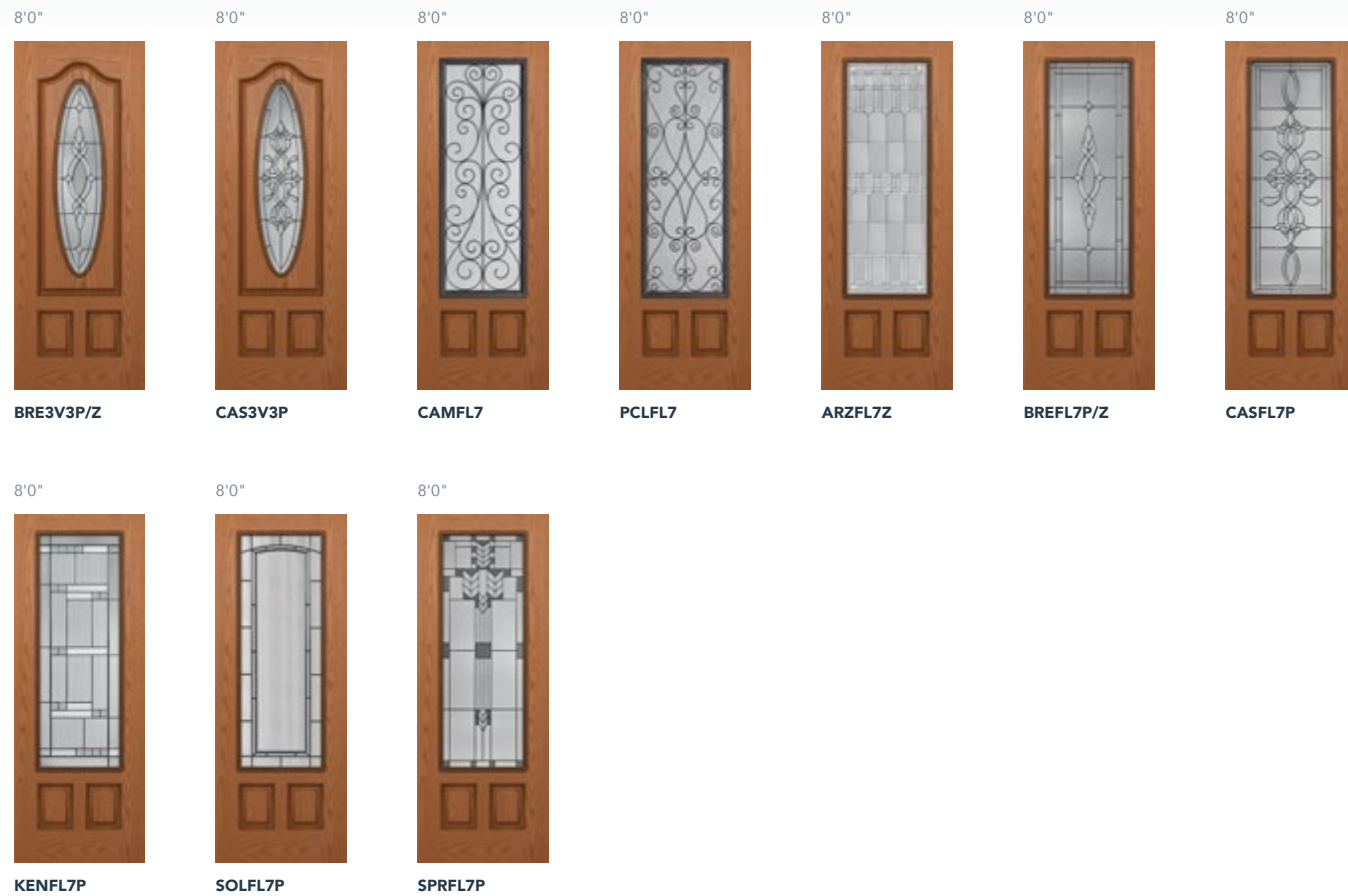 8'0" 8'0" 8'0" 8'0" 8'0" 8'0" 8'0"
BRE3V3P/Z CAS3V3P CAMFL7 PCLFL7 ARZFL7Z BREFL7P/Z CASFL7P
8'0" 8'0" 8'0"
KENFL7P SOLFL7P SPRFL7P